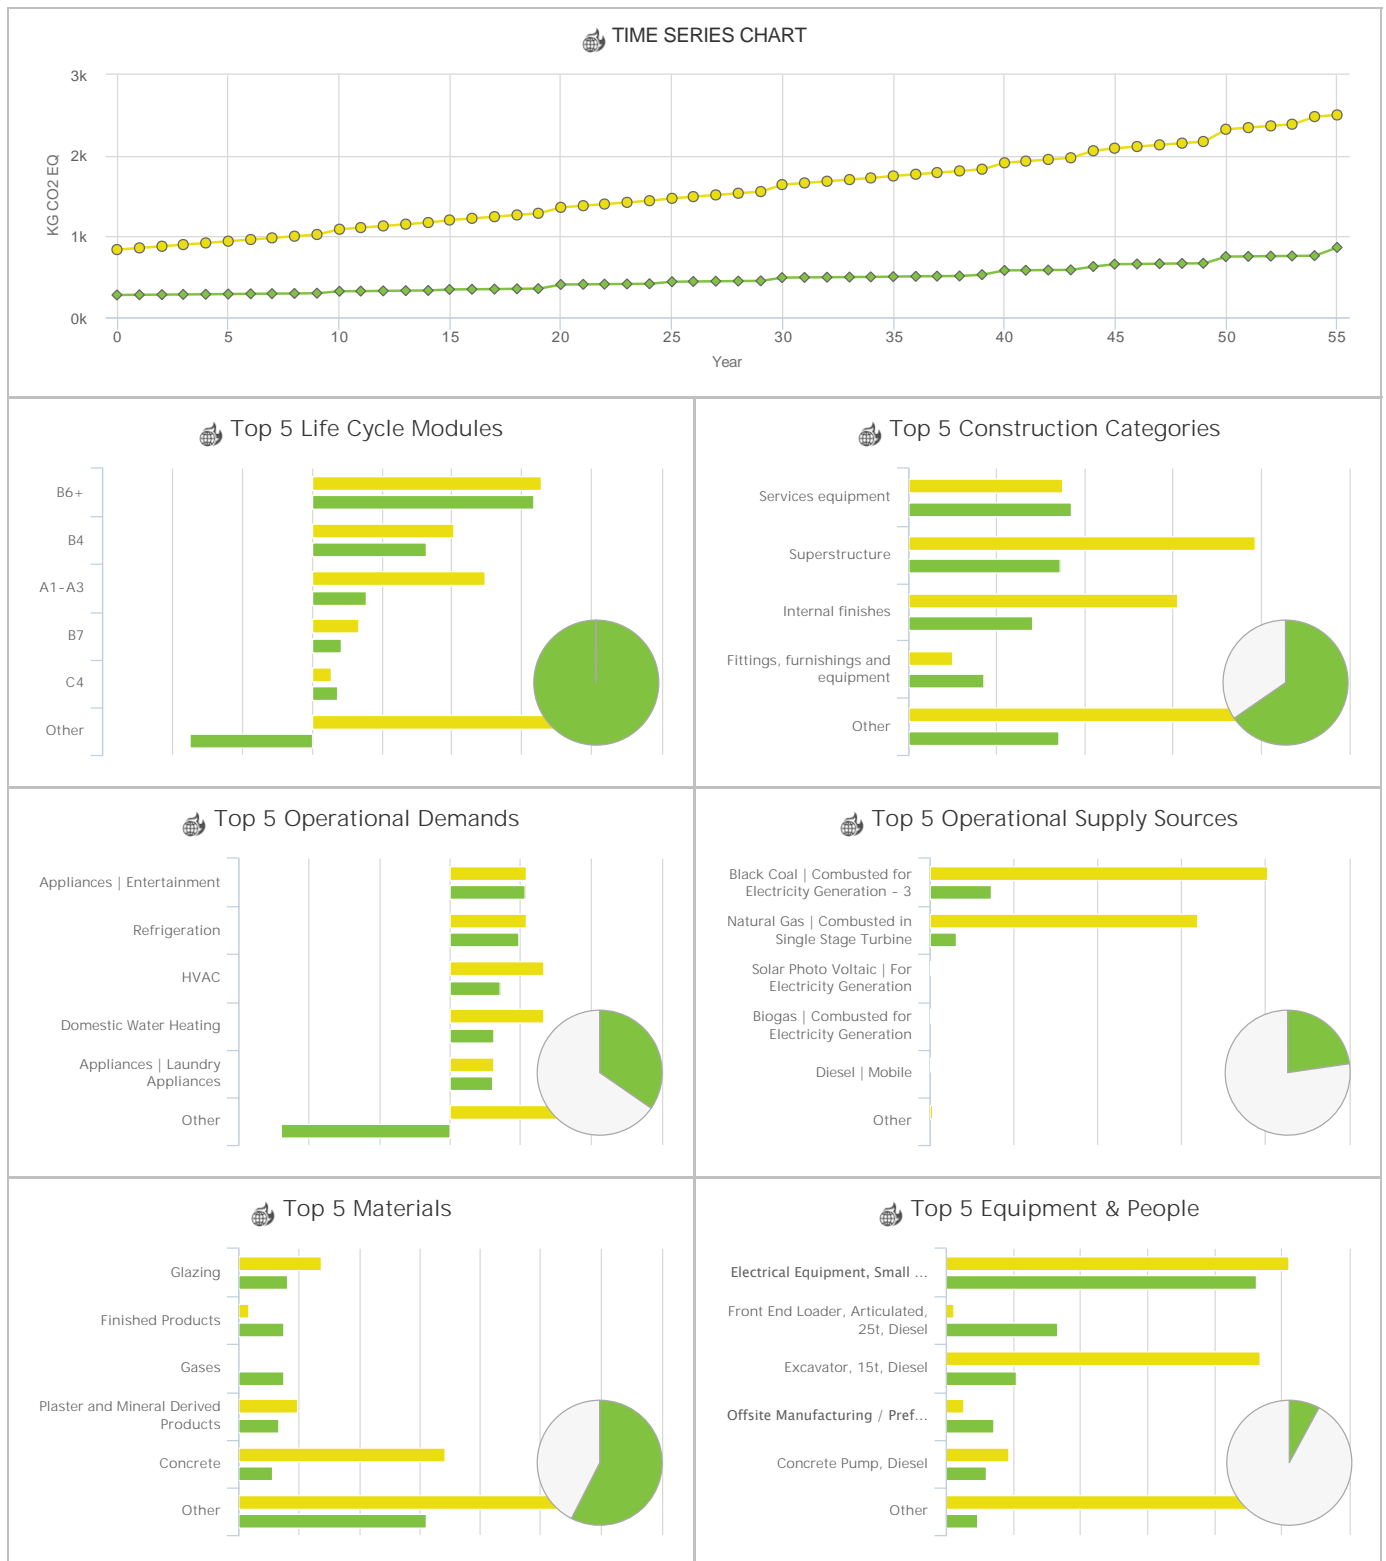 TIME SERIES CHART
3k
2k
1k
0k
KG CO2 EQ
0 5 10 15 20 25 30 35 40 45 50 55
Year
Top 5 Life Cycle Modules
B6+
B4
A1-A3
B7
C4
Other
Top 5 Construction Categories
Services equipment
Superstructure
Internal finishes
Fittings, furnishings and
equipment
Other
Top 5 Operational Demands
Appliances | Entertainment
Refrigeration
HVAC
Domestic Water Heating
Appliances | Laundry
Appliances
Other
Top 5 Operational Supply Sources
Black Coal | Combusted for
Electricity Generation - 3
Natural Gas | Combusted in
Single Stage Turbine
Solar Photo Voltaic | For
Electricity Generation
Biogas | Combusted for
Electricity Generation
Diesel | Mobile
Other
Top 5 Materials
Glazing
Finished Products
Gases
Plaster and Mineral Derived
Products
Concrete
Other
Top 5 Equipment & People
Electrical Equipment, Small ...
Front End Loader, Articulated,
25t, Diesel
Excavator, 15t, Diesel
Offsite Manufacturing / Pref...
Concrete Pump, Diesel
Other